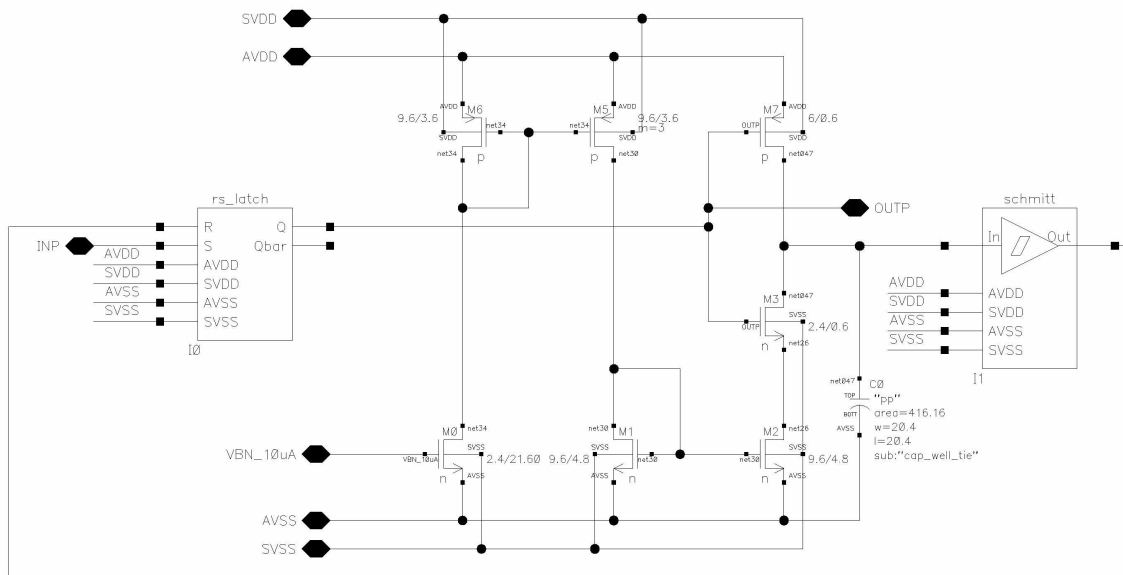 SVDD
AVDD
AVDD
M6
9.6/3.6
SVDD
net34
net34
p
AVDD
M5
9.6/3.6
m=3
net34
SVDD
net30
p
AVDD
M7
6/0.6
OUTP
SVDD
net047
p
rs_latch
R
Q
INP
S
Qbar
AVDD
AVDD
SVDD
SVDD
AVSS
AVSS
SVSS
SVSS
I0
OUTP
schmitt
In
Out
AVDD
AVDD
SVDD
SVDD
AVSS
AVSS
SVSS
SVSS
I1
net047
M3
SVSS
OUTP
2.4/0.6
n
net26
net047
C0
TOP
"pp"
BOTT
area=416.16
AVSS
w=20.4
l=20.4
sub:"cap_well_tie"
net34
M0
SVSS
VBN_10uA
VBN_10uA
2.4/21.60
AVSS
n
net30
M1
SVSS
9.6/4.8
net30
AVSS
n
net26
M2
SVSS
net30
9.6/4.8
AVSS
n
AVSS
SVSS